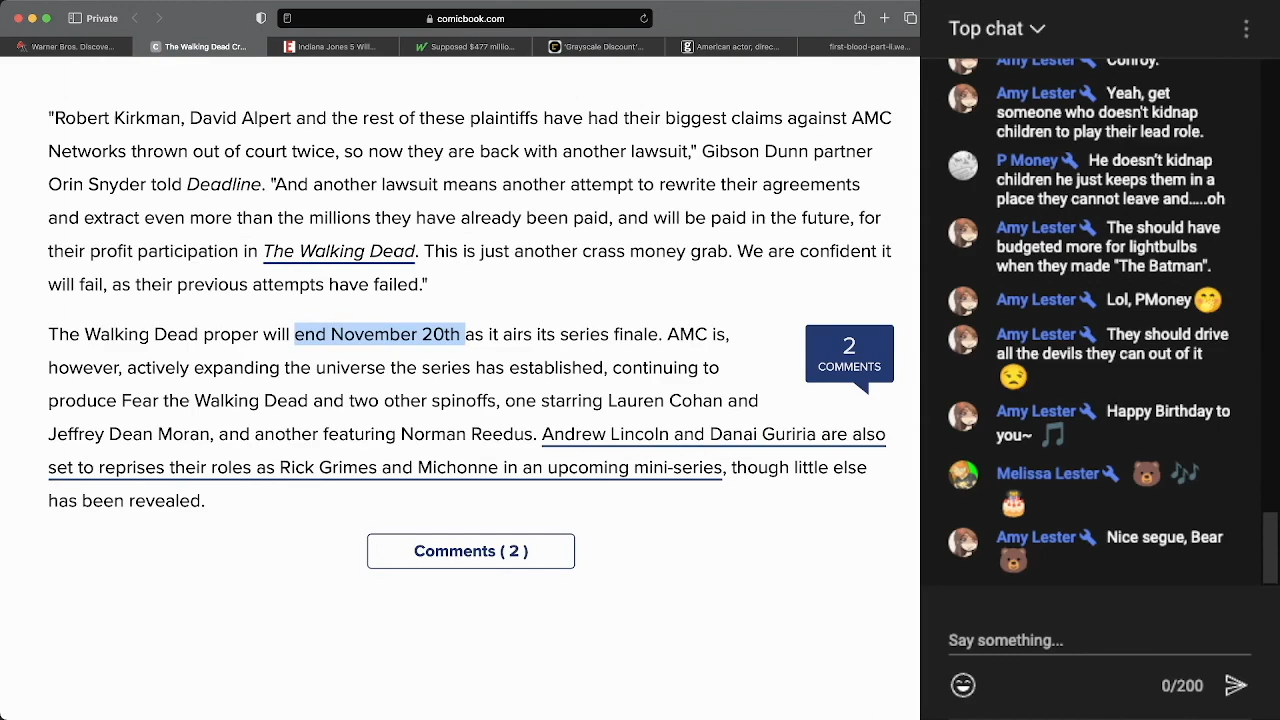 Private
comicbook.com
Top chat
Warner Bros. Discove...
The Walking Dead Cr...
Indiana Jones 5 Will...
Supposed $477 millio...
'Grayscale Discount'...
American actor, direc...
first-blood-part-ii.we...
"Robert Kirkman, David Alpert and the rest of these plaintiffs have had their biggest claims against AMC
Networks thrown out of court twice, so now they are back with another lawsuit," Gibson Dunn partner
Orin Snyder told Deadline. "And another lawsuit means another attempt to rewrite their agreements
and extract even more than the millions they have already been paid, and will be paid in the future, for
their profit participation in The Walking Dead. This is just another crass money grab. We are confident it
will fail, as their previous attempts have failed."
The Walking Dead proper will end November 20th as it airs its series finale. AMC is,
however, actively expanding the universe the series has established, continuing to
produce Fear the Walking Dead and two other spinoffs, one starring Lauren Cohan and
Jeffrey Dean Moran, and another featuring Norman Reedus. Andrew Lincoln and Danai Guriria are also
set to reprises their roles as Rick Grimes and Michonne in an upcoming mini-series, though little else
has been revealed.
2
COMMENTS
Comments ( 2 )
Amy Lester Conroy.
Amy Lester Yeah, get
someone who doesn't kidnap
children to play their lead role.
P Money He doesn't kidnap
children he just keeps them in a
place they cannot leave and.....oh
Amy Lester The should have
budgeted more for lightbulbs
when they made "The Batman".
Amy Lester Lol, PMoney
Amy Lester They should drive
all the devils they can out of it
Amy Lester Happy Birthday to
you~
Melissa Lester
Amy Lester Nice segue, Bear
Say something...
0/200